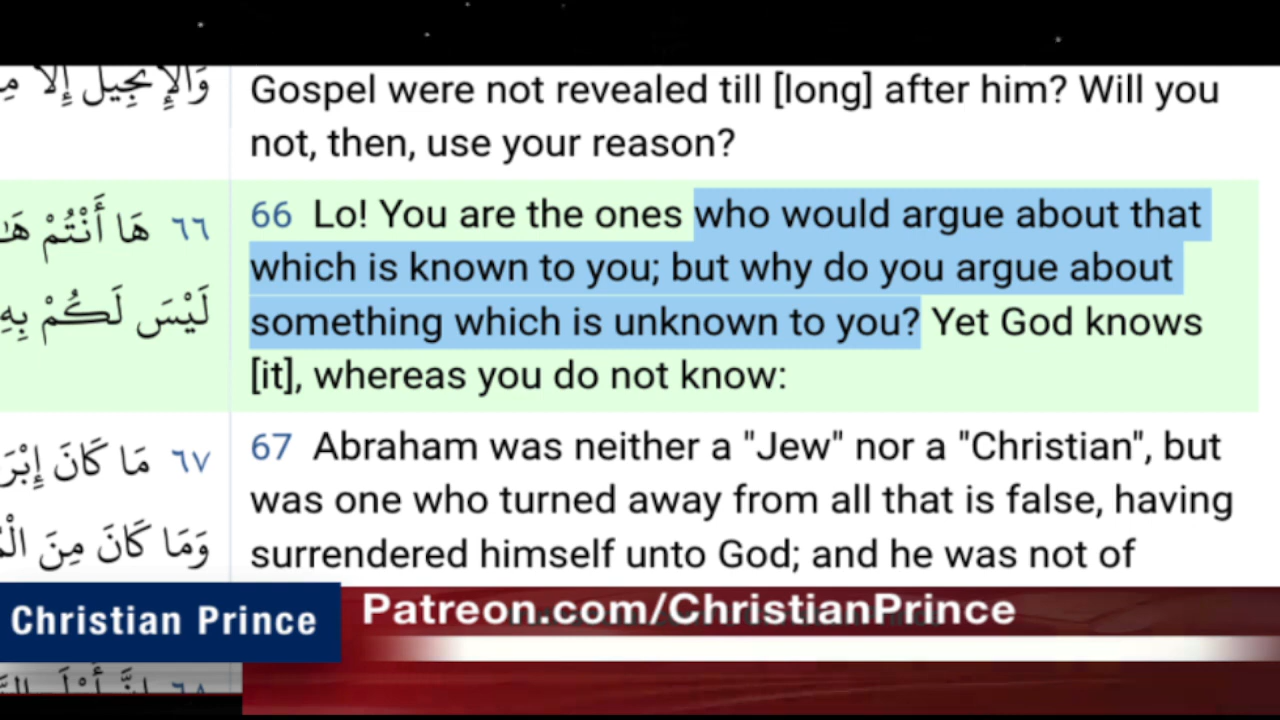 وَالْإِنجِيلُ إِلَّا
Gospel were not revealed till [long] after him? Will you
not, then, use your reason?
٦٦ هَا أَنْتُمْ
لَيْسَ لَكُمْ بِهِ
66 Lo! You are the ones who would argue about that
which is known to you; but why do you argue about
something which is unknown to you? Yet God knows
[it], whereas you do not know:
٦٧ مَا كَانَ
وَمَا كَانَ مِنَ
67 Abraham was neither a "Jew" nor a "Christian", but
was one who turned away from all that is false, having
surrendered himself unto God; and he was not of
Christian Prince
Patreon.com/ChristianPrince
٦٨